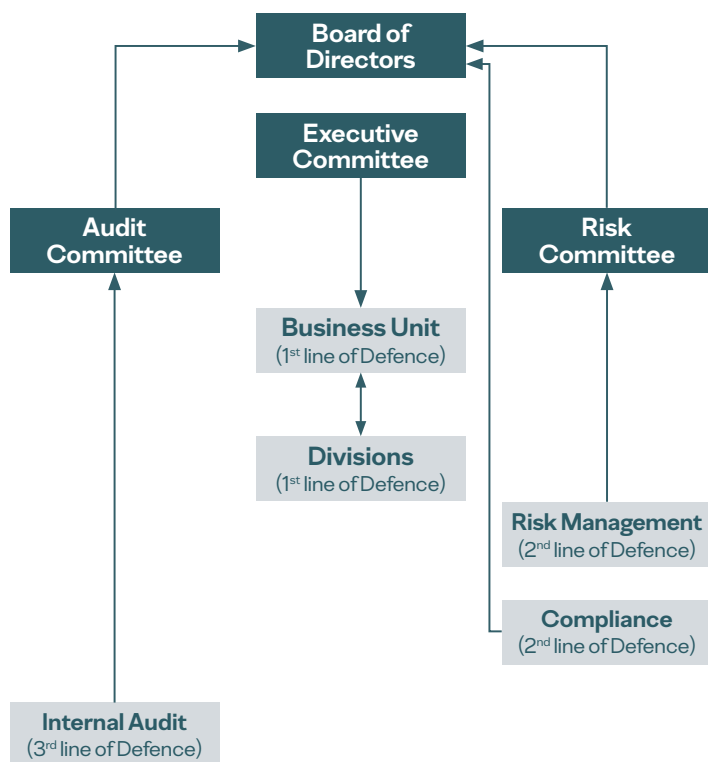 Board of
Directors
Executive
Committee
Audit
Committee
Risk
Committee
Business Unit
(1st line of Defence)
Divisions
(1st line of Defence)
Risk Management
(2nd line of Defence)
Compliance
(2nd line of Defence)
Internal Audit
(3rd line of Defence)